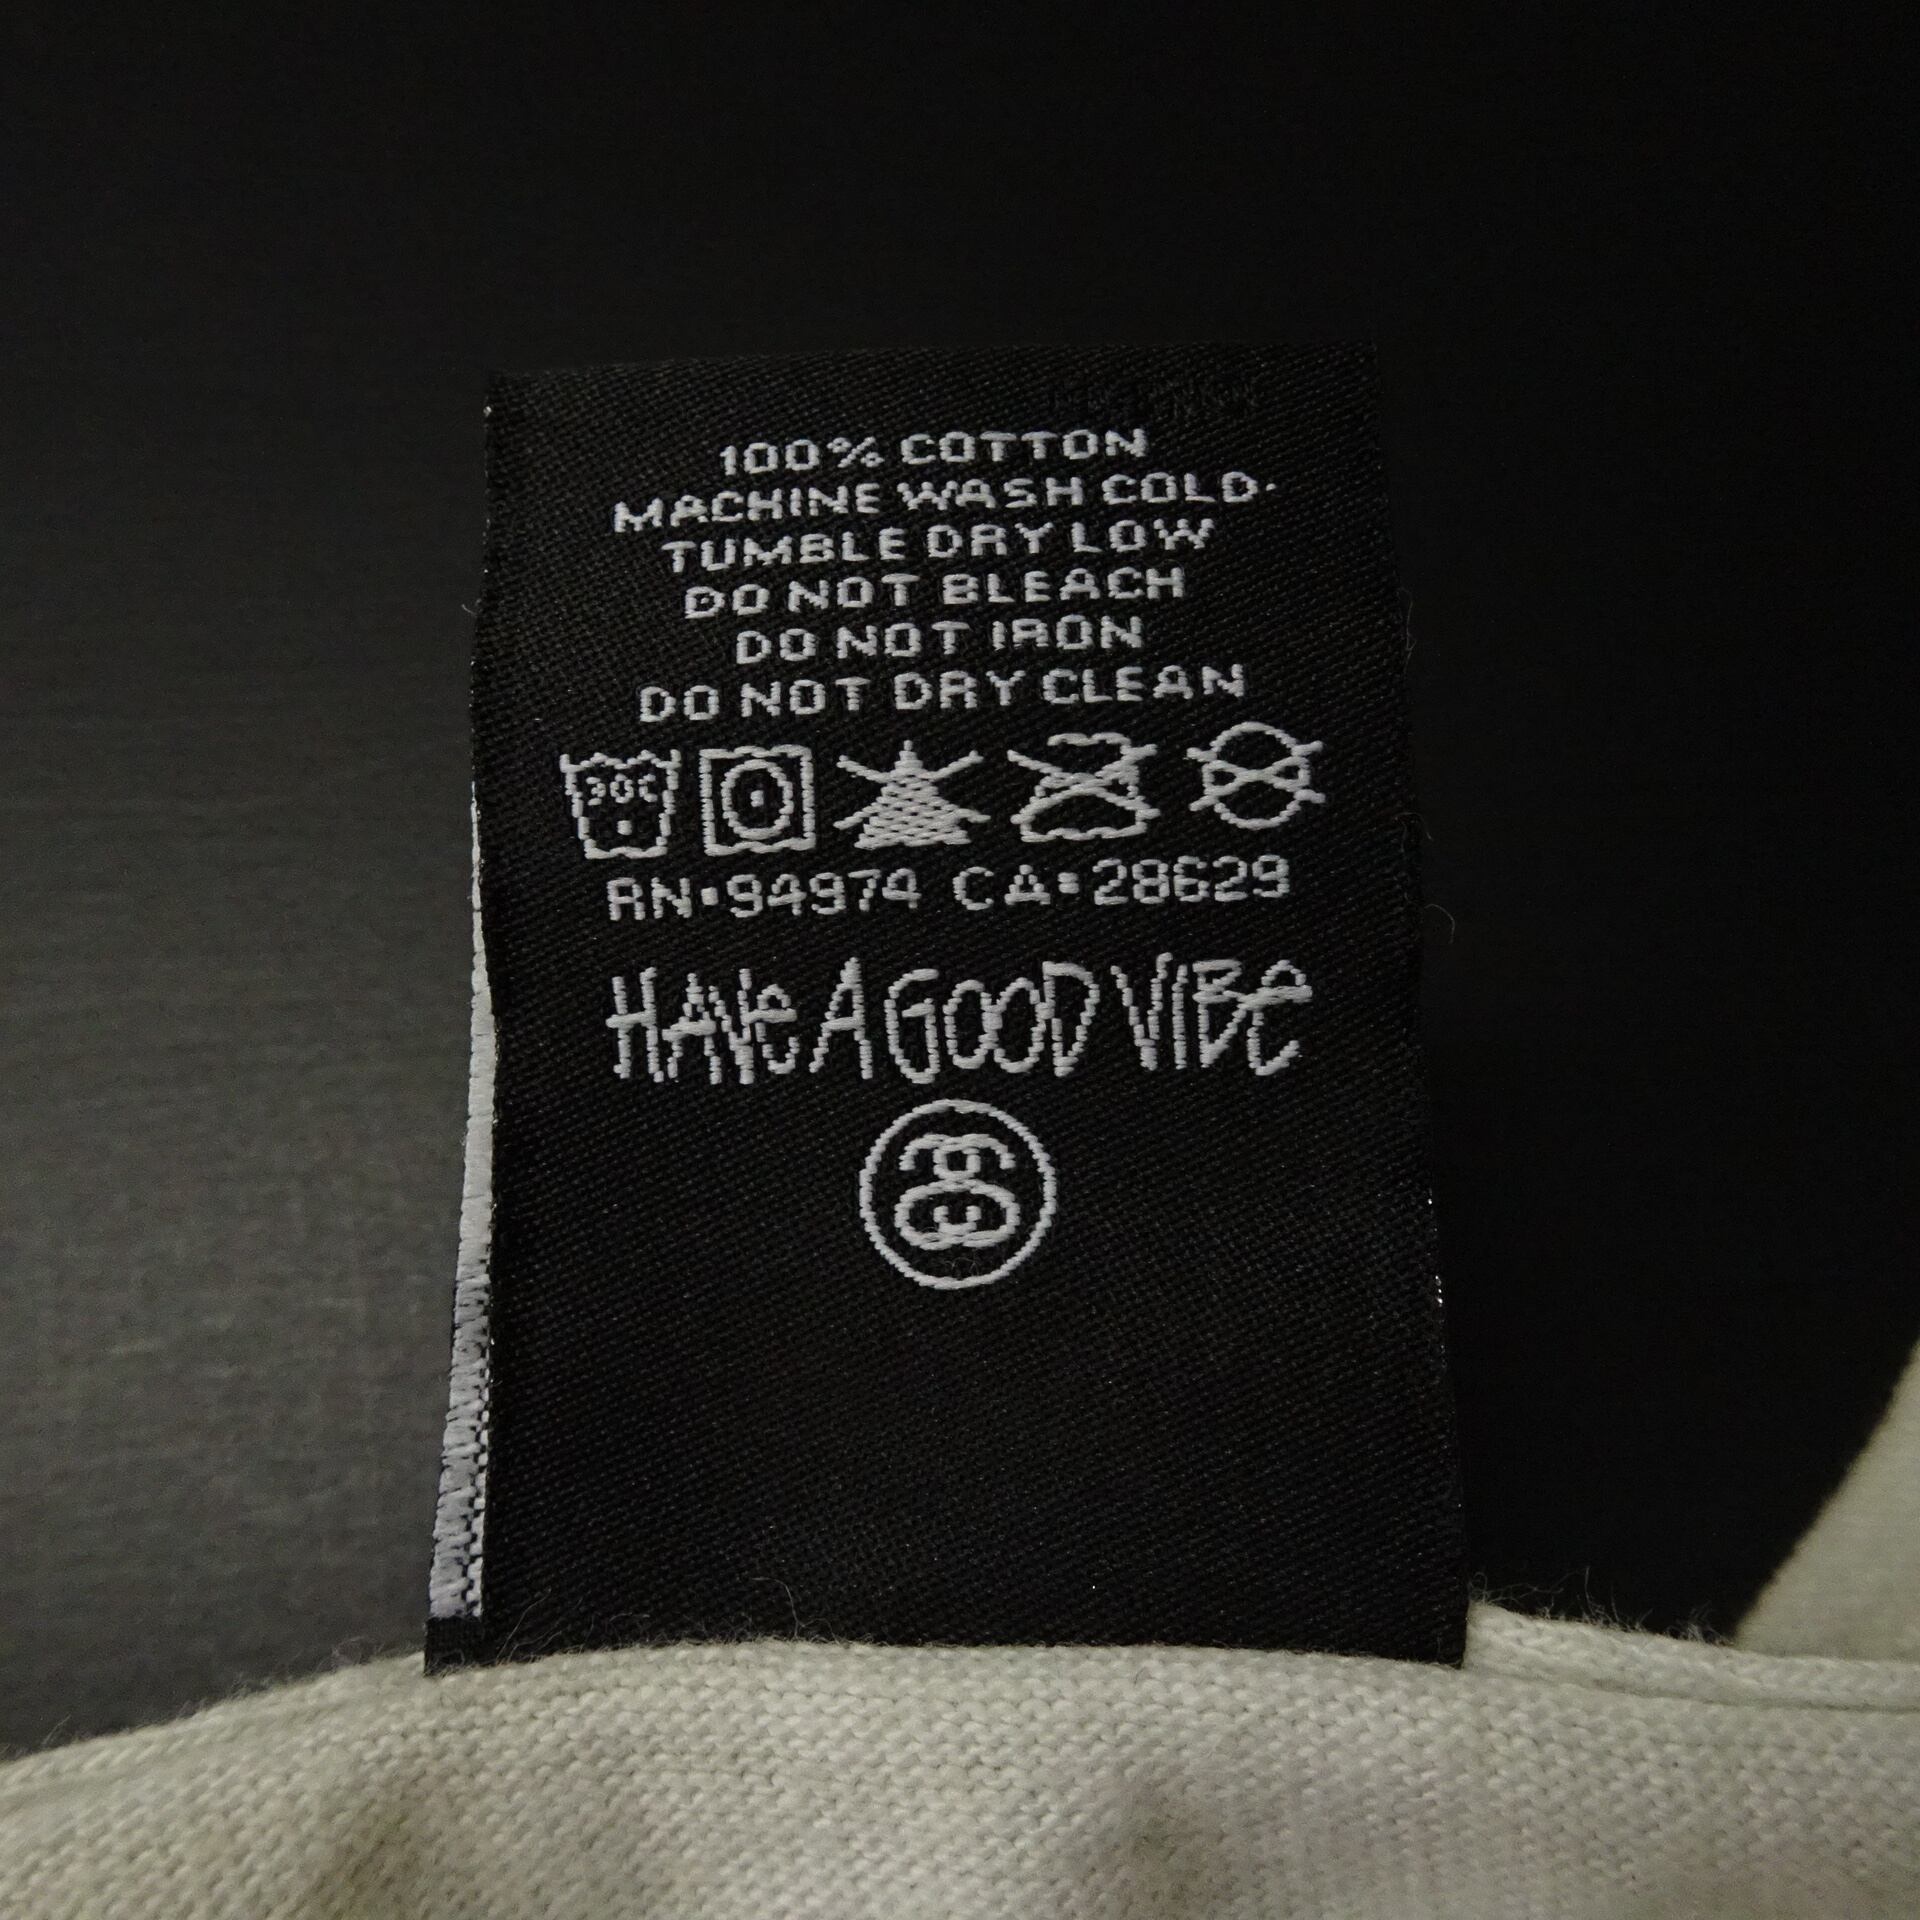 100% COTTON
MACHINE WASH COLD.
TUMBLE DRY LOW
DO NOT BLEACH
DO NOT IRON
DO NOT DRY CLEAN
30C
RN:94974 CA:28629
HAVE A GOOD VIBE